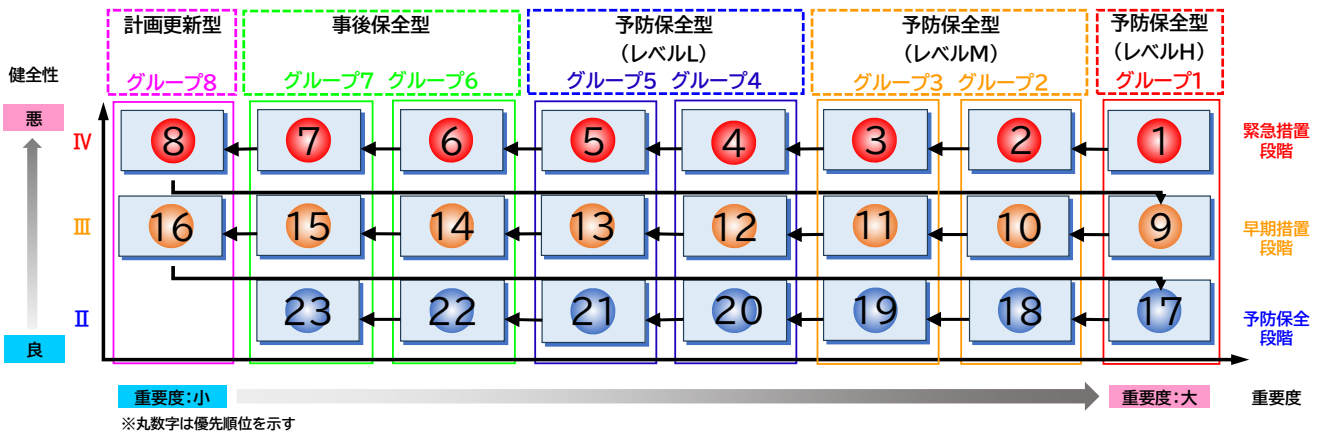 計画更新型 事後保全型 予防保全型 予防保全型 予防保全型
（レベルL） （レベルM） （レベルH）
健全性 グループ8 グループ7 グループ6 グループ5 グループ4 グループ3 グループ2 グループ1
悪
Ⅳ 8 7 6 5 4 3 2 1 緊急措置
段階
Ⅲ 16 15 14 13 12 11 10 9 早期措置
段階
Ⅱ 23 22 21 20 19 18 17 予防保全
段階
良
重要度：小 重要度：大 重要度
※丸数字は優先順位を示す